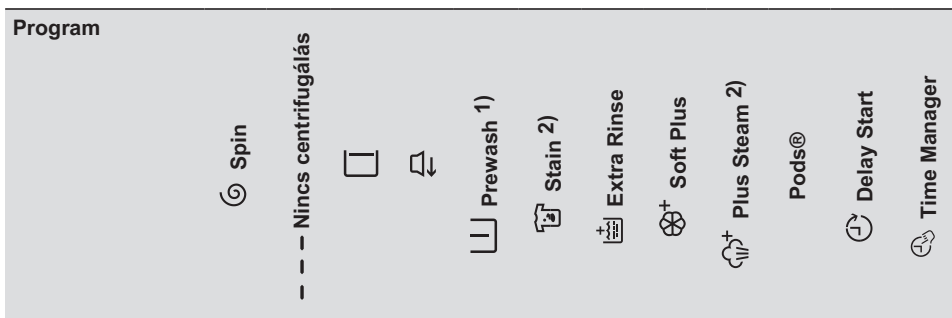 Program
Spin
– – – Nincs centrifugálás
Prewash 1)
Stain 2)
Extra Rinse
Soft Plus
Plus Steam 2)
Pods®
Delay Start
Time Manager